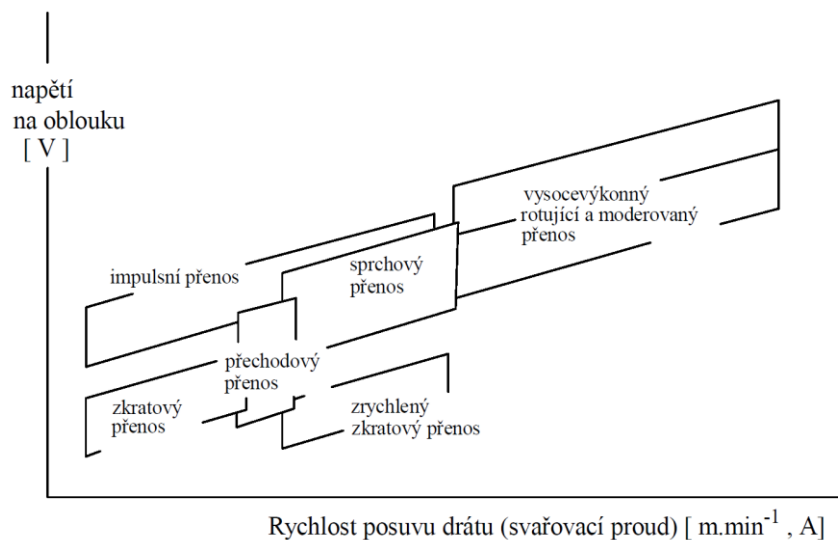 napětí
na oblouku
[ V ]
vysocevýkonný
rotující a moderovaný
přenos
sprchový
přenos
impulsní přenos
přechodový
přenos
zkratový
přenos
zrychlený
zkratový přenos
Rychlost posuvu drátu (svařovací proud) [ m.min⁻¹ , A]